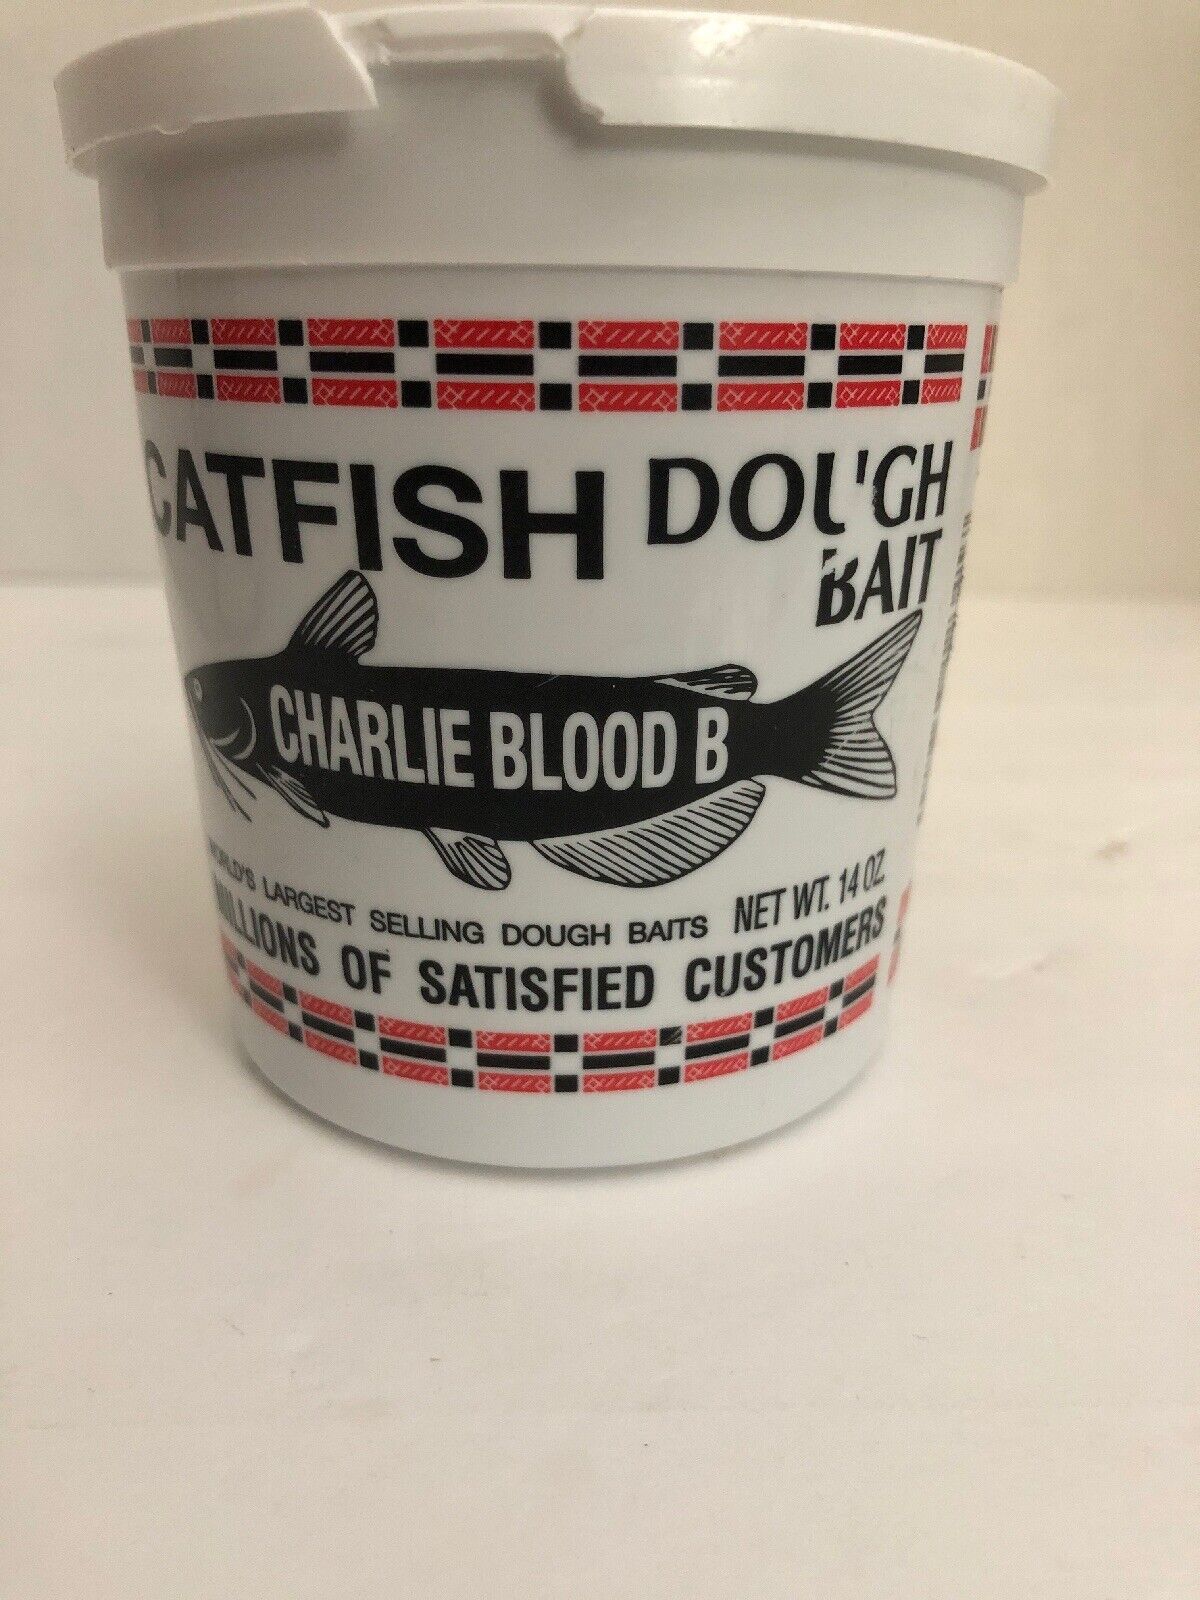 CATFISH DOUGH
BAIT
CHARLIE BLOOD B
WORLD'S LARGEST SELLING DOUGH BAITS NET WT. 14 OZ.
MILLIONS OF SATISFIED CUSTOMERS